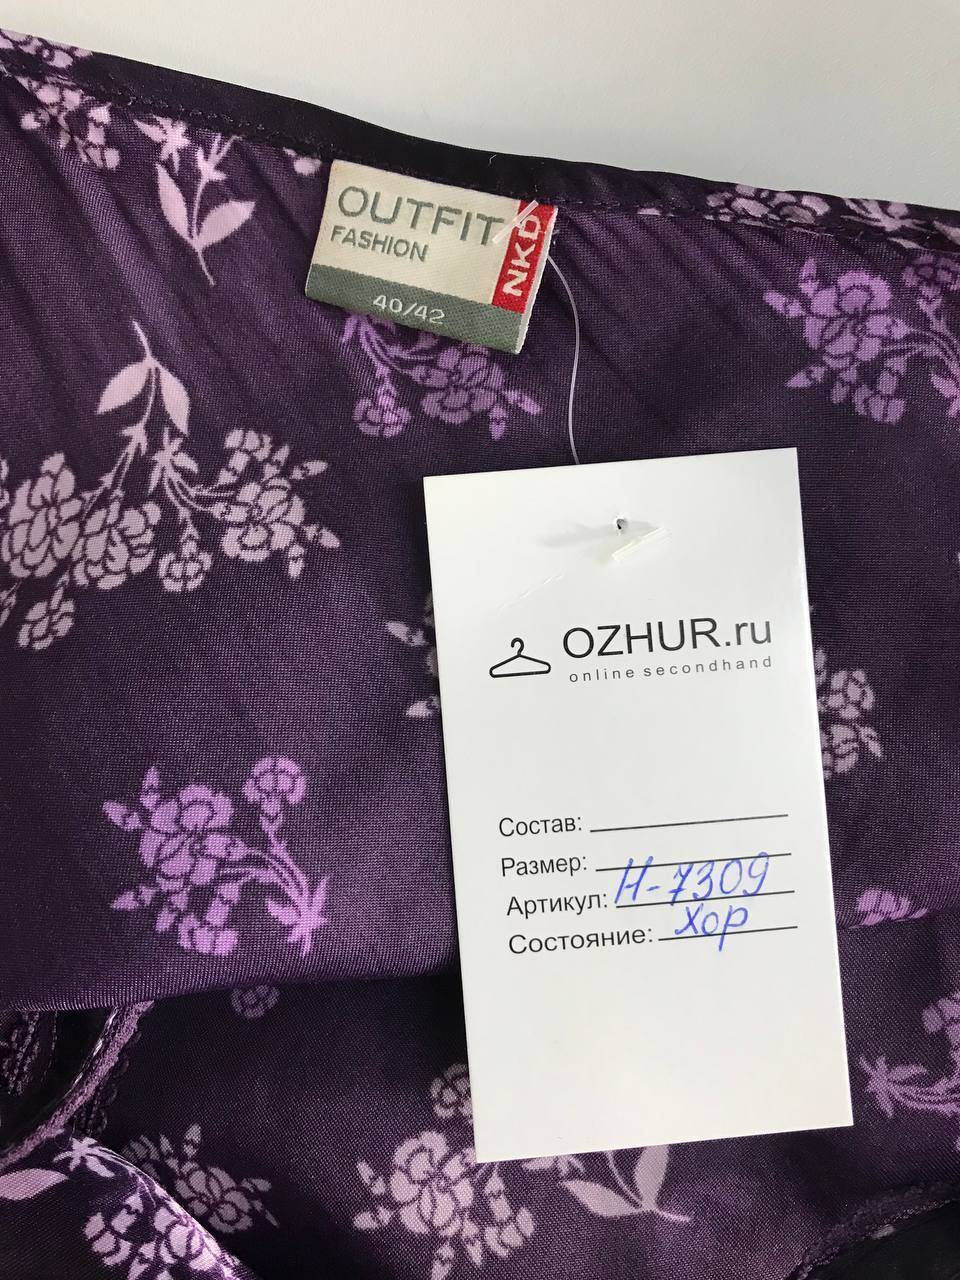 OUTFIT
FASHION
NKD
40/42
OZHUR.ru
online secondhand
Состав:
Размер:
Артикул: Н-7309
Состояние: хор